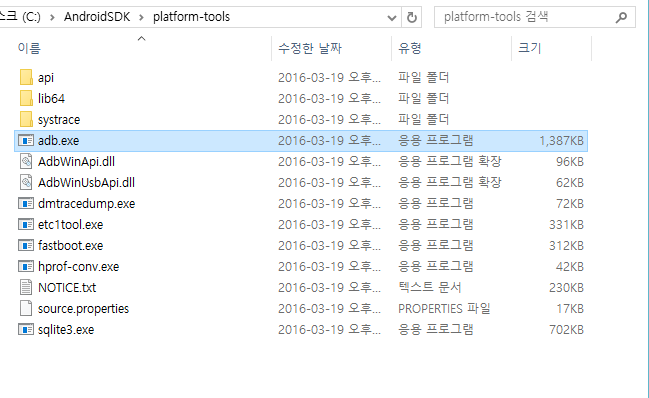 스크 (C:) > AndroidSDK > platform-tools platform-tools 검색
이름 수정한 날짜 유형 크기
api 2016-03-19 오후... 파일 폴더
lib64 2016-03-19 오후... 파일 폴더
systrace 2016-03-19 오후... 파일 폴더
adb.exe 2016-03-19 오후... 응용 프로그램 1,387KB
AdbWinApi.dll 2016-03-19 오후... 응용 프로그램 확장 96KB
AdbWinUsbApi.dll 2016-03-19 오후... 응용 프로그램 확장 62KB
dmtracedump.exe 2016-03-19 오후... 응용 프로그램 72KB
etc1tool.exe 2016-03-19 오후... 응용 프로그램 331KB
fastboot.exe 2016-03-19 오후... 응용 프로그램 312KB
hprof-conv.exe 2016-03-19 오후... 응용 프로그램 42KB
NOTICE.txt 2016-03-19 오후... 텍스트 문서 230KB
source.properties 2016-03-19 오후... PROPERTIES 파일 17KB
sqlite3.exe 2016-03-19 오후... 응용 프로그램 702KB